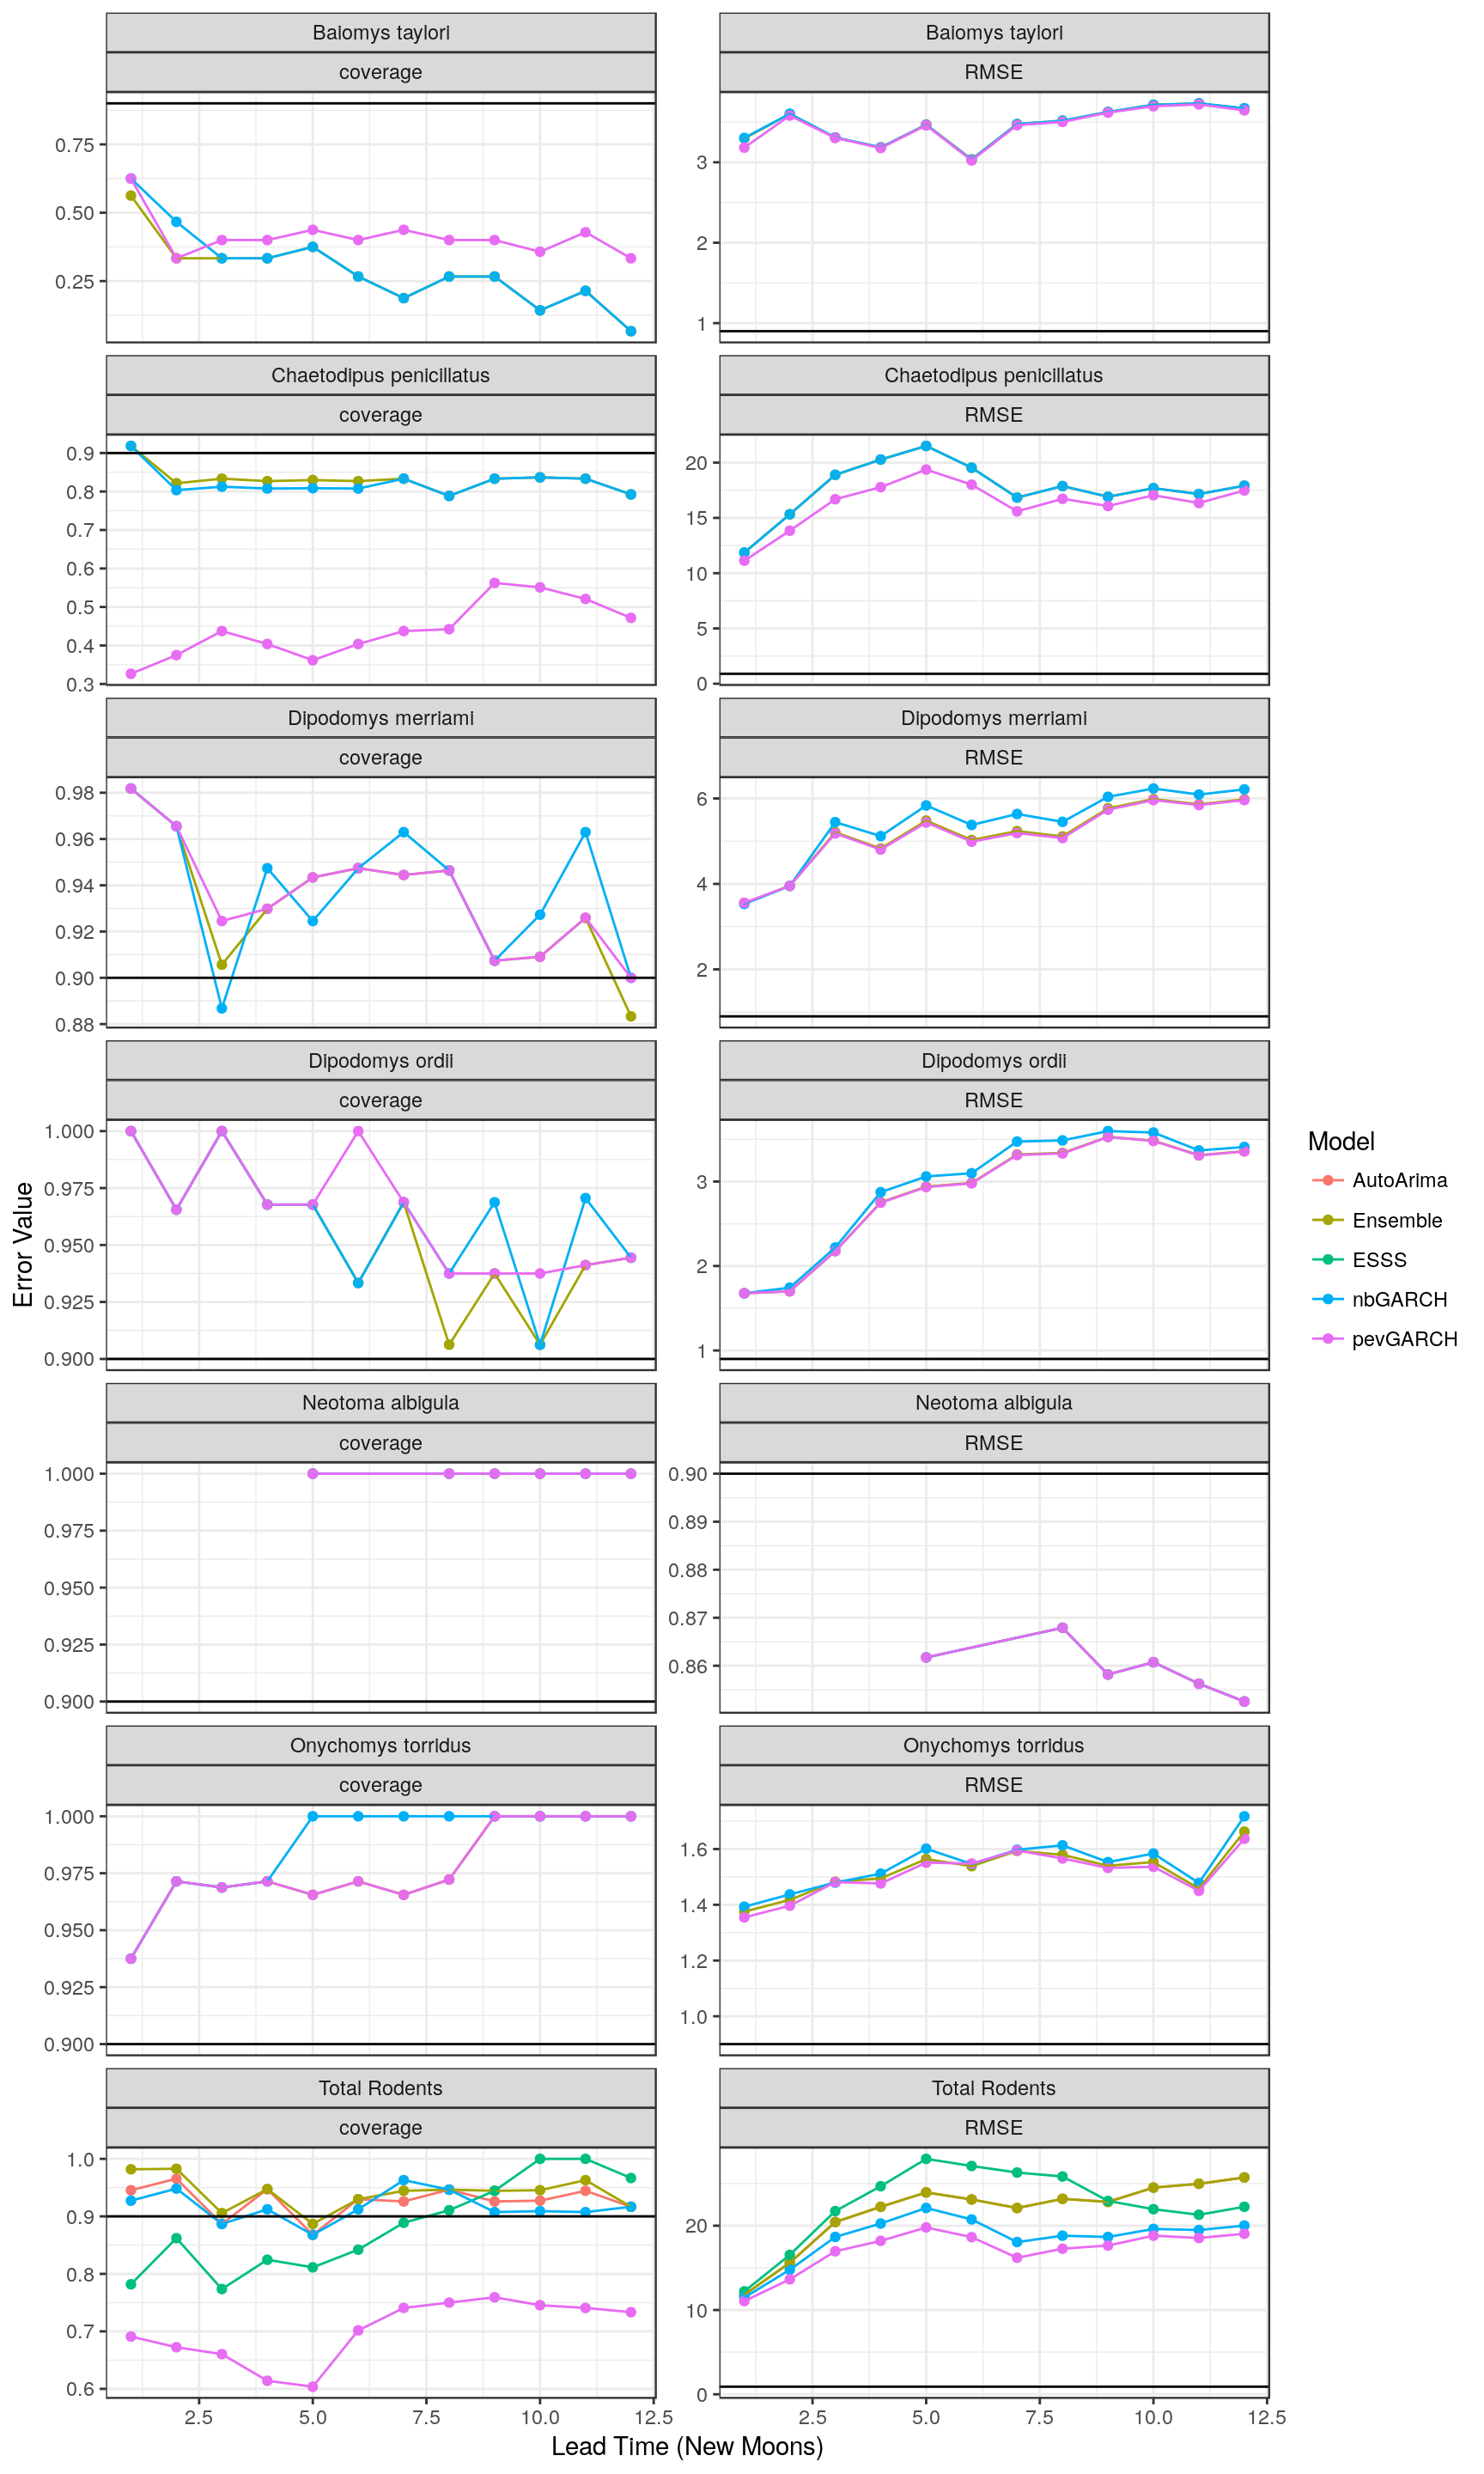 Baiomys taylori
Baiomys taylori
coverage
RMSE
0.75
0.50
0.25
3
2
1
Chaetodipus penicillatus
Chaetodipus penicillatus
coverage
RMSE
0.9
0.8
0.7
0.6
0.5
0.4
0.3
20
15
10
5
0
Dipodomys merriami
Dipodomys merriami
coverage
RMSE
0.98
0.96
0.94
0.92
0.90
0.88
6
4
2
Dipodomys ordii
Dipodomys ordii
coverage
RMSE
1.000
0.975
0.950
0.925
0.900
3
2
1
Neotoma albigula
Neotoma albigula
coverage
RMSE
1.000
0.975
0.950
0.925
0.900
0.90
0.89
0.88
0.87
0.86
Onychomys torridus
Onychomys torridus
coverage
RMSE
1.000
0.975
0.950
0.925
0.900
1.6
1.4
1.2
1.0
Total Rodents
Total Rodents
coverage
RMSE
1.0
0.9
0.8
0.7
0.6
20
10
0
2.5 5.0 7.5 10.0 12.5
2.5 5.0 7.5 10.0 12.5
Lead Time (New Moons)
Error Value
Model
AutoArima
Ensemble
ESSS
nbGARCH
pevGARCH